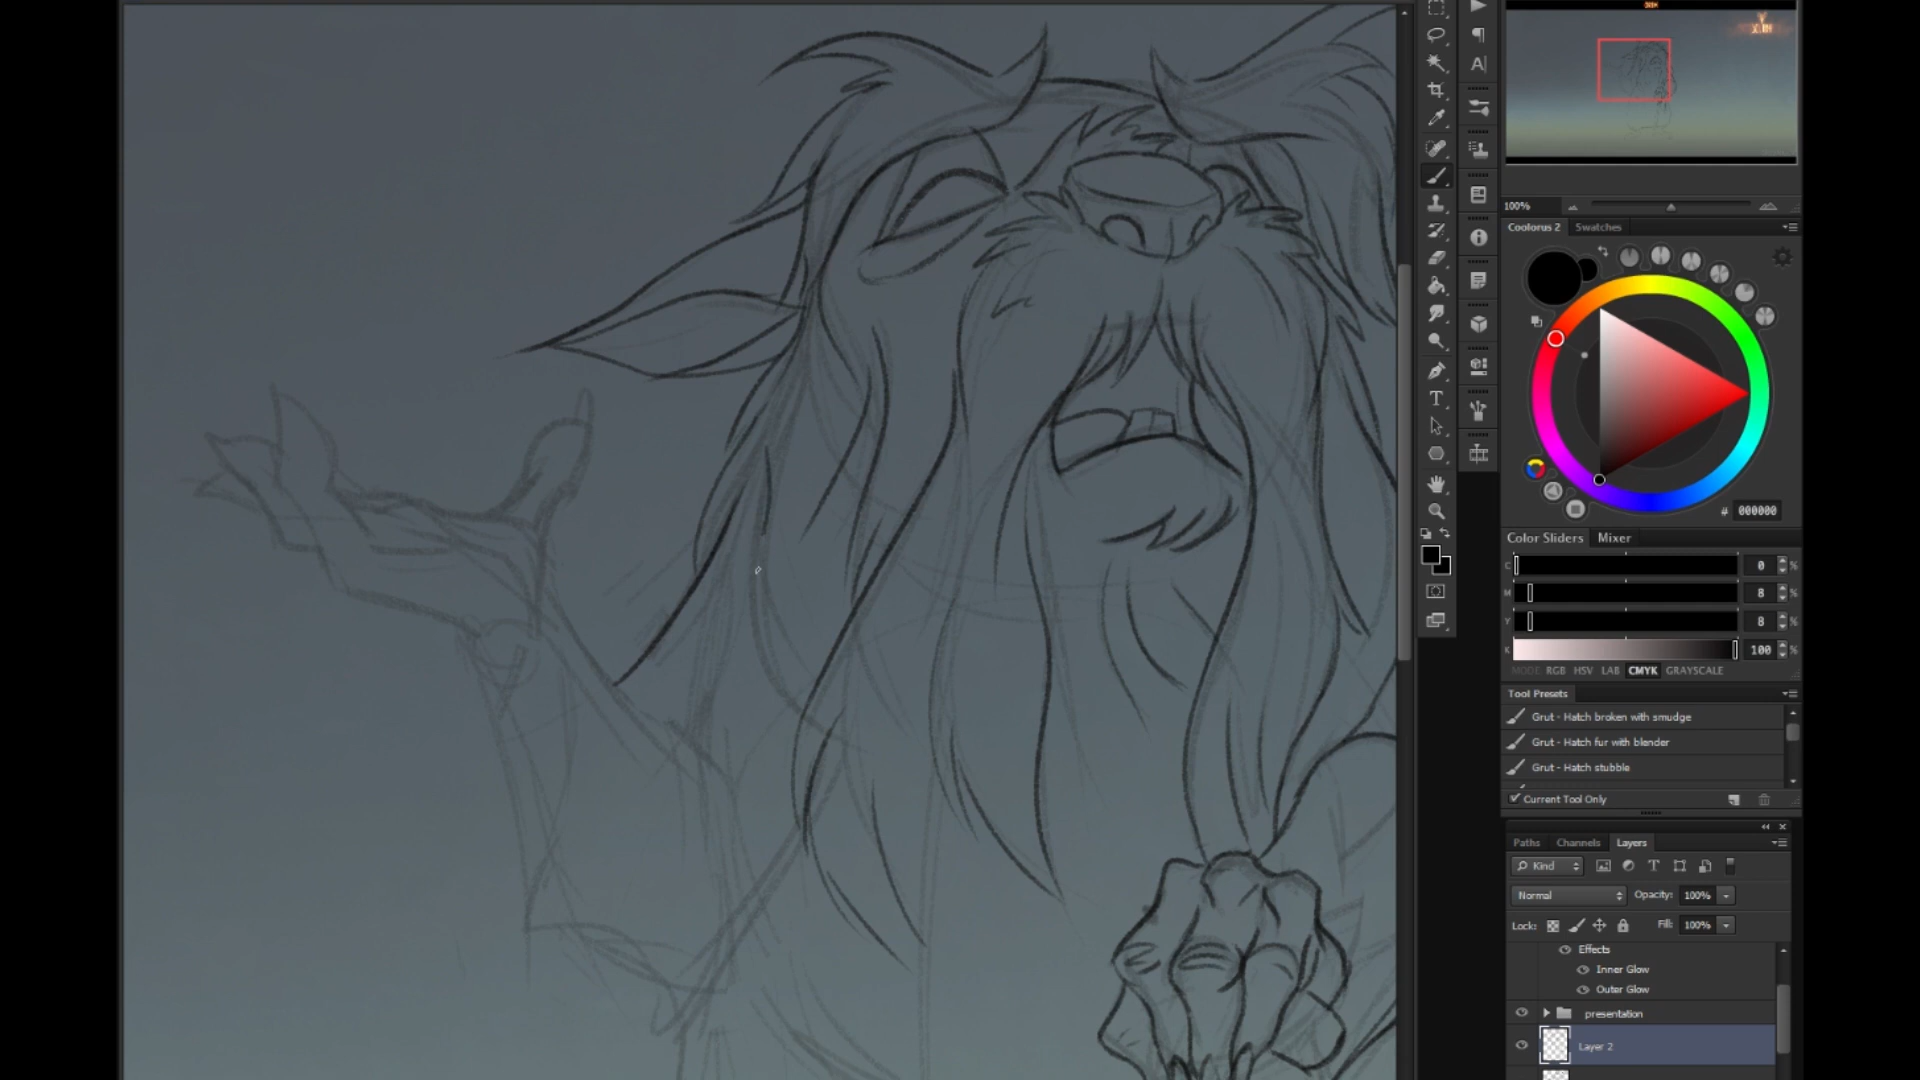 100%
Coolorus 2 Swatches
# 000000
Color Sliders Mixer
C 0 %
M 8 %
Y 8 %
K 100 %
MODE RGB HSV LAB CMYK GRAYSCALE
Tool Presets
Grut - Hatch broken with smudge
Grut - Hatch fur with blender
Grut - Hatch stubble
Current Tool Only
Paths Channels Layers
Kind
Normal Opacity: 100%
Lock: Fill: 100%
Effects
Inner Glow
Outer Glow
presentation
Layer 2